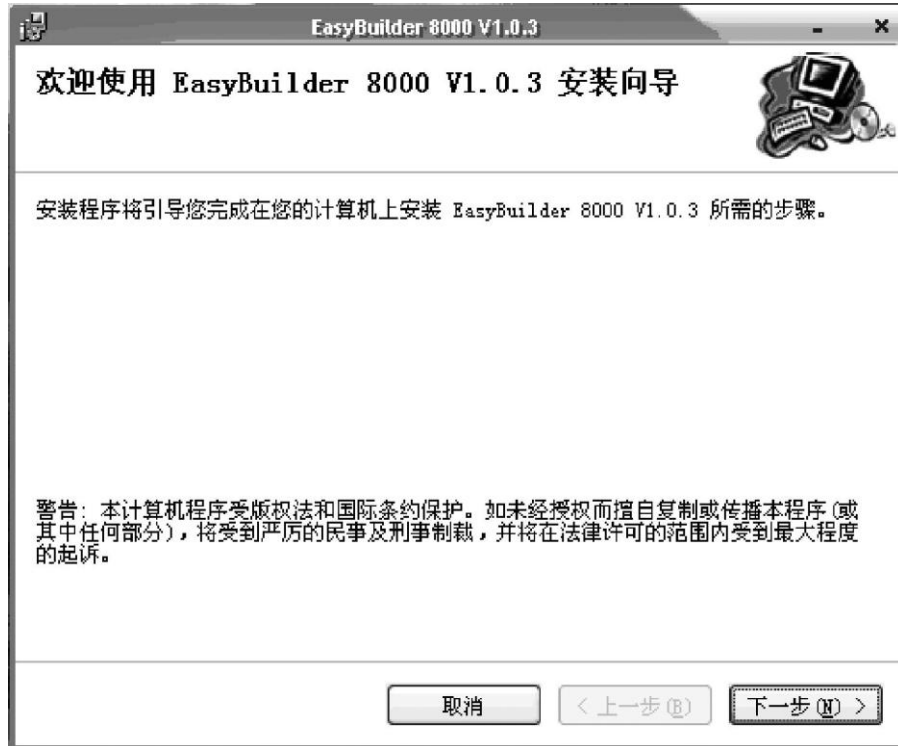 EasyBuilder 8000 V1.0.3
欢迎使用 EasyBuilder 8000 V1.0.3 安装向导
安装程序将引导您完成在您的计算机上安装 EasyBuilder 8000 V1.0.3 所需的步骤。
警告: 本计算机程序受版权法和国际条约保护。如未经授权而擅自复制或传播本程序(或
其中任何部分),将受到严厉的民事及刑事制裁,并将在法律许可的范围内受到最大程度
的起诉。
取消 < 上一步(B) 下一步(N) >